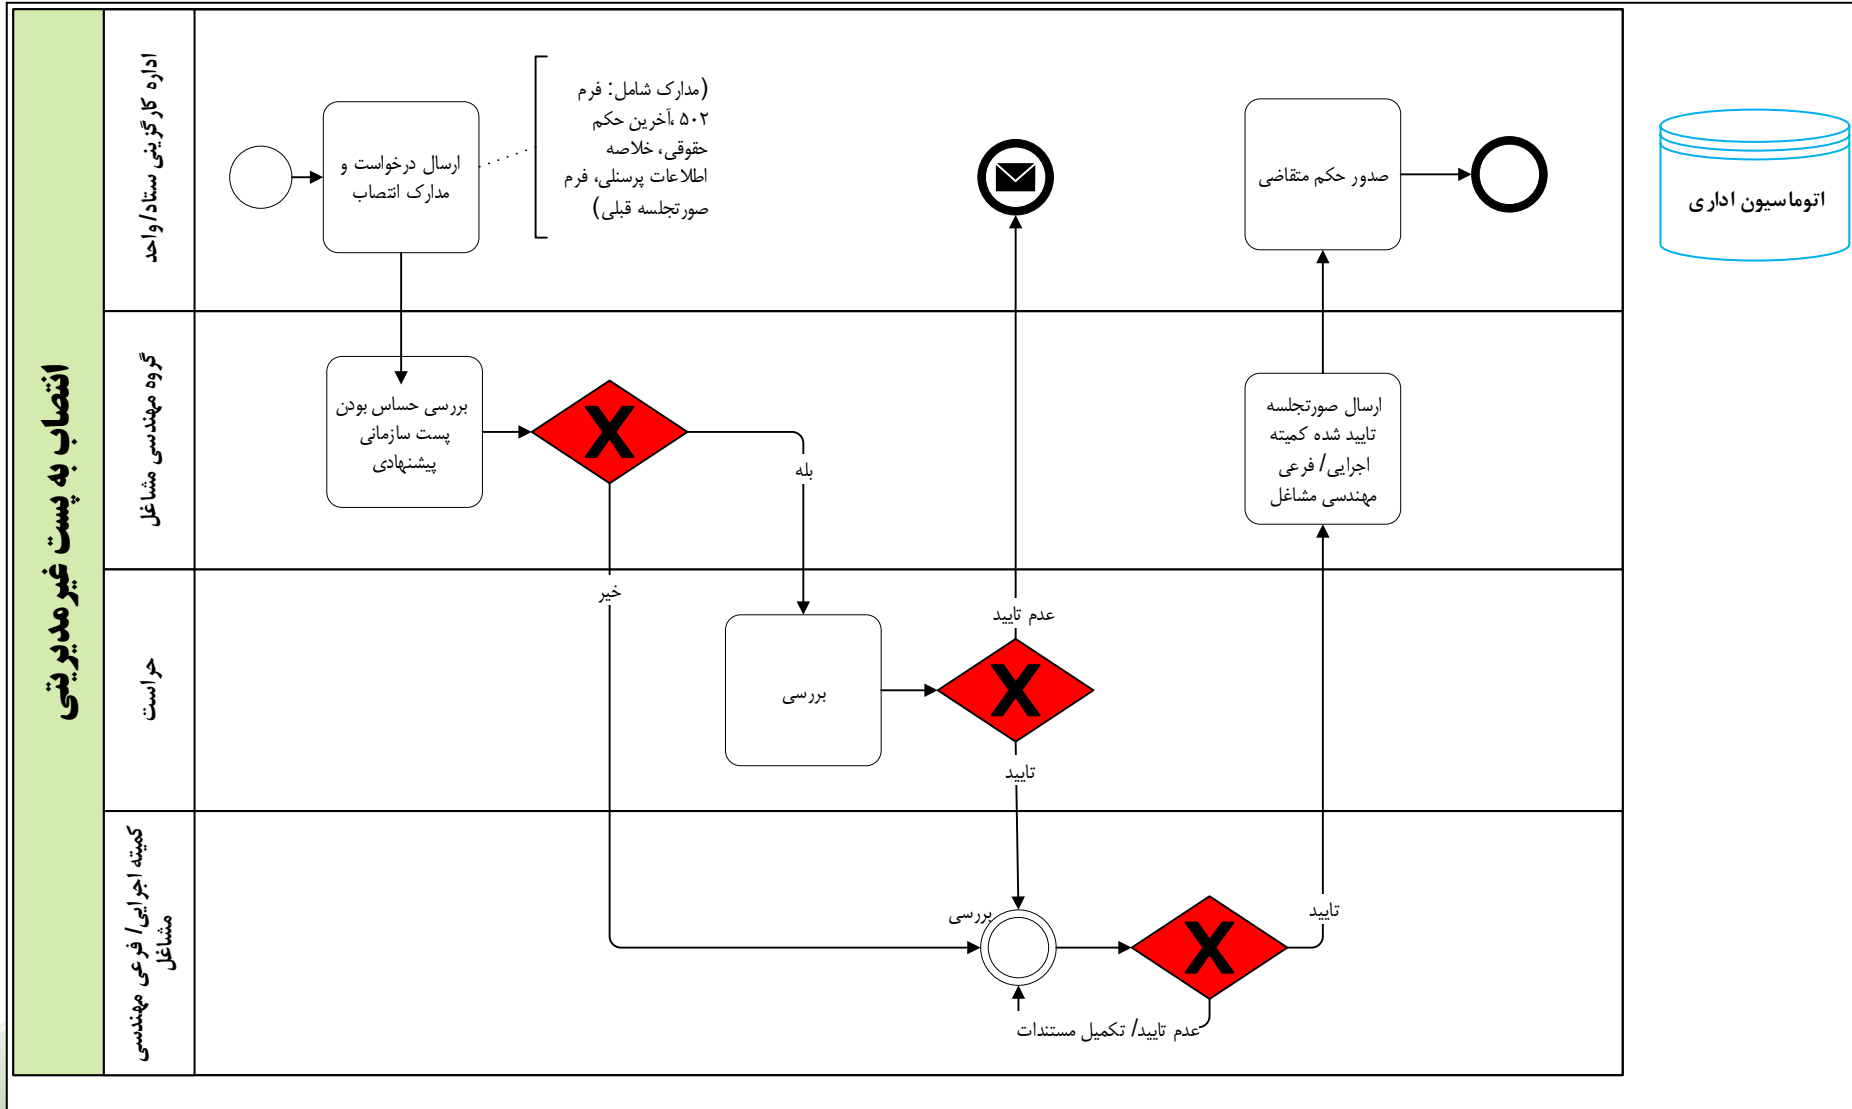 انتصاب به پست غیرمدیریتی
اداره کارگزینی ستاد/واحد
ارسال درخواست و
مدارک انتصاب
(مدارک شامل: فرم
۵۰۲ ،آخرین حکم
حقوقی، خلاصه
اطلاعات پرسنلی، فرم
صورتجلسه قبلی)
صدور حکم متقاضی
اتوماسیون اداری
گروه مهندسی مشاغل
بررسی حساس بودن
پست سازمانی
پیشنهادی
بله
خیر
ارسال صورتجلسه
تایید شده کمیته
اجرایی/ فرعی
مهندسی مشاغل
حراست
بررسی
عدم تایید
تایید
کمیته اجرایی/ فرعی مهندسی
مشاغل
بررسی
تایید
عدم تایید/ تکمیل مستندات